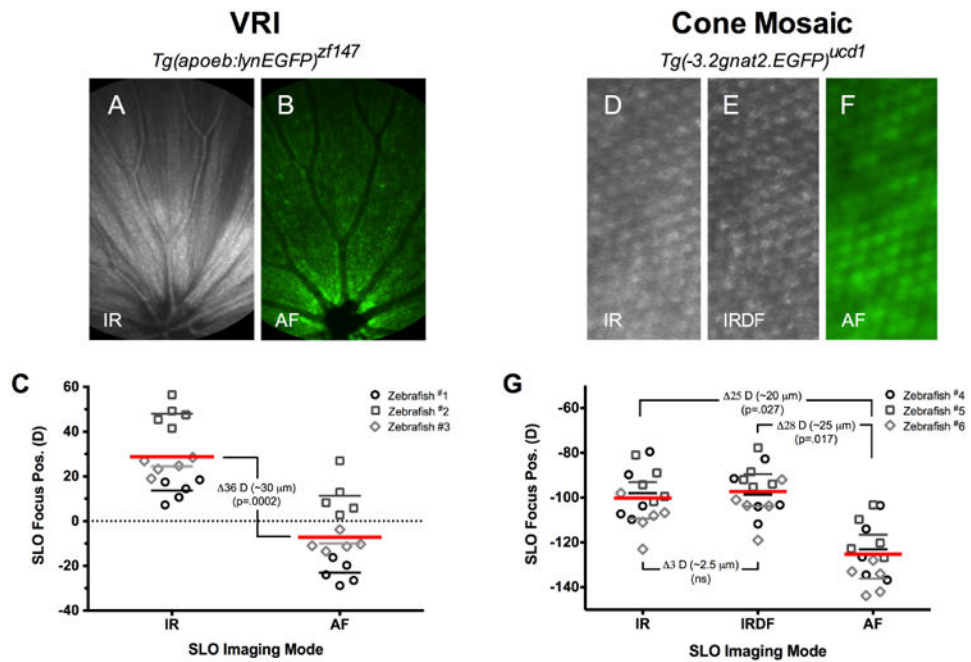 VRI
Tg(apoeb:lynEGFP)zf147
A
B
IR
AF
C
60
40
20
0
-20
-40
SLO Focus Pos. (D)
Zebrafish #1
Zebrafish #2
Zebrafish #3
Δ36 D (~30 μm)
(p=.0002)
IR
AF
SLO Imaging Mode
Cone Mosaic
Tg(-3.2gnat2.EGFP)ucd1
D
E
F
IR
IRDF
AF
G
-60
-80
-100
-120
-140
SLO Focus Pos. (D)
Δ25 D (~20 μm)
(p=.027)
Δ28 D (~25 μm)
(p=.017)
Zebrafish #4
Zebrafish #5
Zebrafish #6
Δ3 D (~2.5 μm)
(ns)
IR
IRDF
AF
SLO Imaging Mode